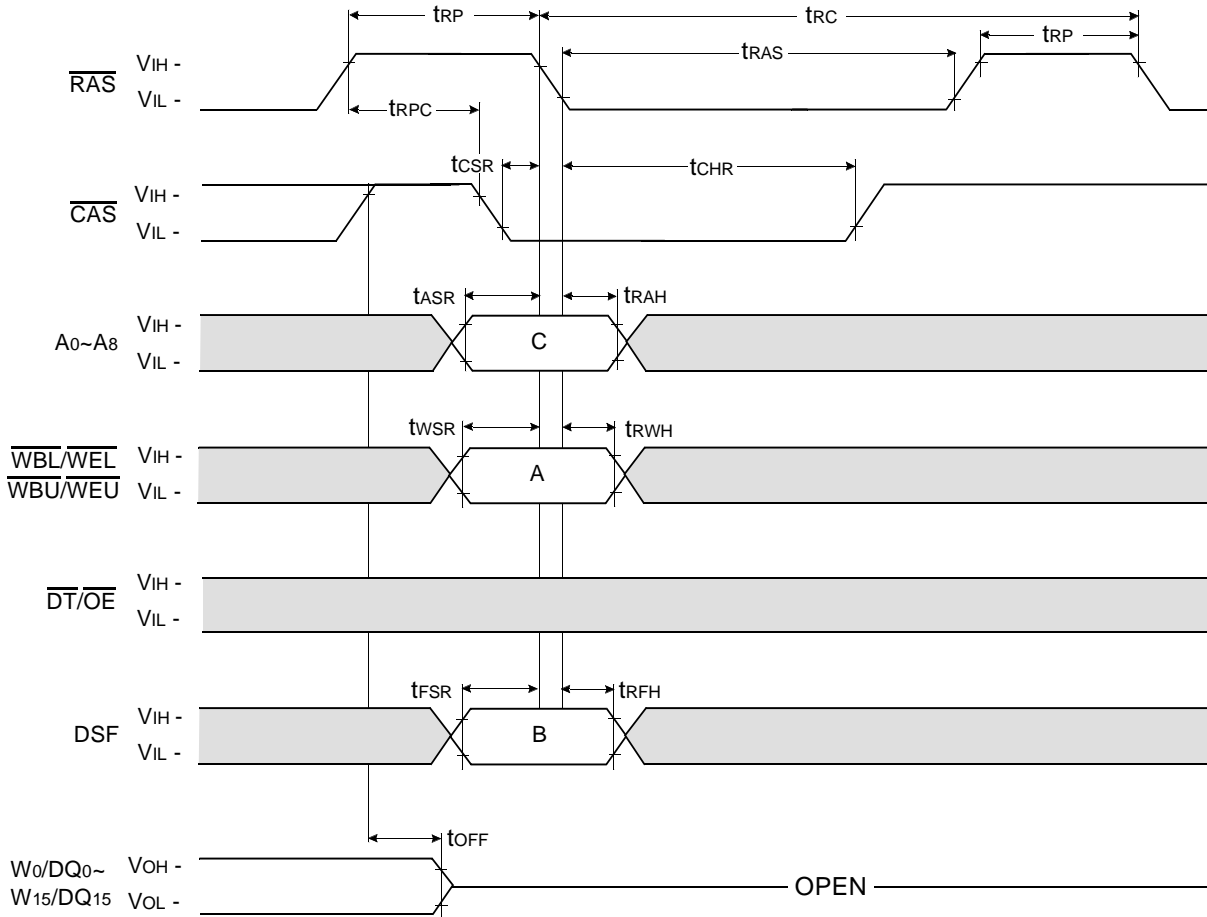 tRP tRC
tRP
tRAS
RAS VIH -
VIL -
tRPC
tCSR tCHR
CAS VIH -
VIL -
tASR tRAH
A0~A8 VIH -
VIL -
C
tWSR tRWH
WBL/WEL VIH -
WBU/WEU VIL -
A
DT/OE VIH -
VIL -
tFSR tRFH
DSF VIH -
VIL -
B
tOFF
W0/DQ0~ VOH -
W15/DQ15 VOL -
OPEN